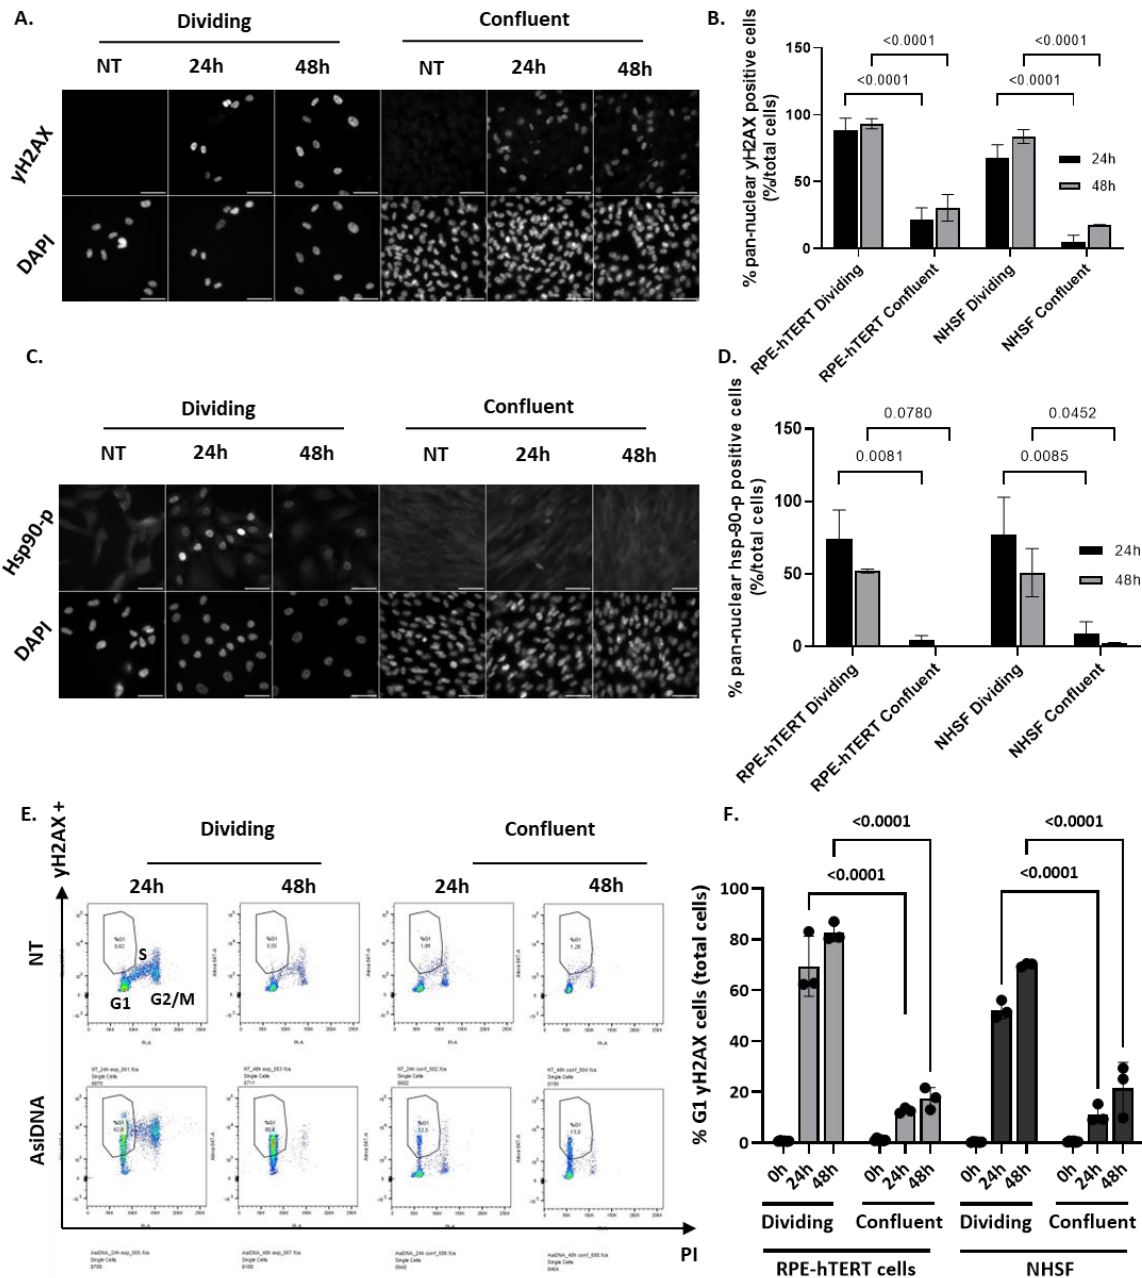 A.
Dividing
Confluent
NT
24h
48h
NT
24h
48h
yH2AX
DAPI
B.
% pan-nuclear yH2AX positive cells
(%/total cells)
150
100
50
0
<0.0001
<0.0001
<0.0001
<0.0001
24h
48h
RPE-hTERT Dividing
RPE-hTERT Confluent
NHSF Dividing
NHSF Confluent
C.
Dividing
Confluent
NT
24h
48h
NT
24h
48h
Hsp90-p
DAPI
D.
% pan-nuclear hsp-90-p positive cells
(%/total cells)
150
100
50
0
0.0780
0.0452
0.0081
0.0085
24h
48h
RPE-hTERT Dividing
RPE-hTERT Confluent
NHSF Dividing
NHSF Confluent
E.
yH2AX +
Dividing
Confluent
24h
48h
24h
48h
NT
S
G1
G2/M
AsiDNA
PI
F.
% G1 yH2AX cells (total cells)
100
80
60
40
20
0
<0.0001
<0.0001
<0.0001
<0.0001
0h
24h
48h
0h
24h
48h
0h
24h
48h
0h
24h
48h
Dividing
Confluent
Dividing
Confluent
RPE-hTERT cells
NHSF